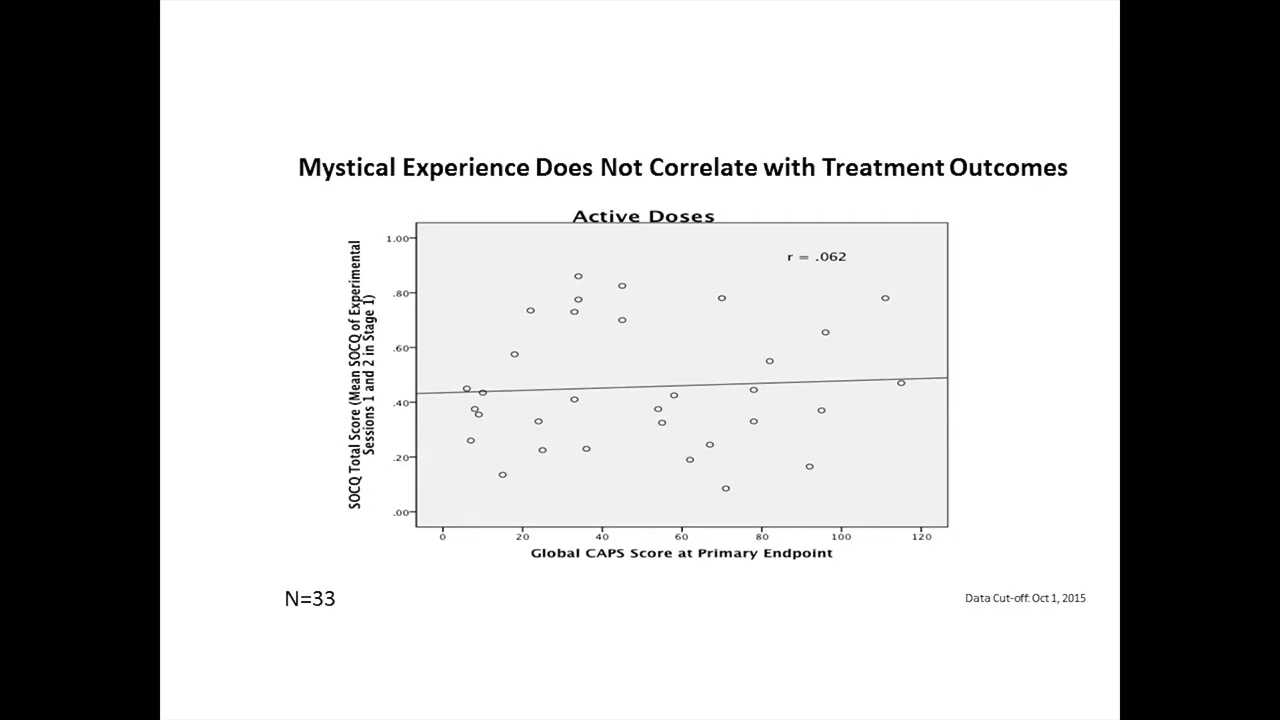 Mystical Experience Does Not Correlate with Treatment Outcomes
Active Doses
SOCQ Total Score (Mean SOCQ of Experimental
Sessions 1 and 2 in Stage 1)
1.00
.80
.60
.40
.20
.00
r = .062
0 20 40 60 80 100 120
Global CAPS Score at Primary Endpoint
N=33
Data Cut-off: Oct 1, 2015